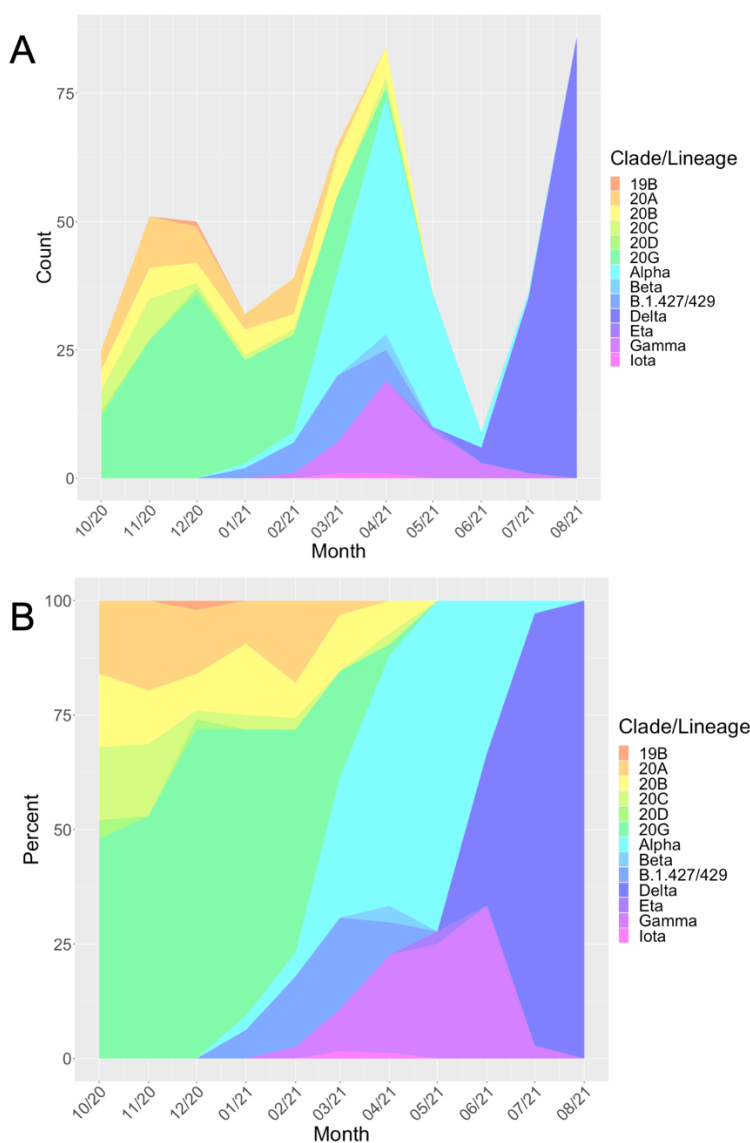 A
75
50
25
0
Count
10/20
11/20
12/20
01/21
02/21
03/21
04/21
05/21
06/21
07/21
08/21
Month
Clade/Lineage
19B
20A
20B
20C
20D
20G
Alpha
Beta
B.1.427/429
Delta
Eta
Gamma
Iota
B
100
75
50
25
0
Percent
10/20
11/20
12/20
01/21
02/21
03/21
04/21
05/21
06/21
07/21
08/21
Month
Clade/Lineage
19B
20A
20B
20C
20D
20G
Alpha
Beta
B.1.427/429
Delta
Eta
Gamma
Iota